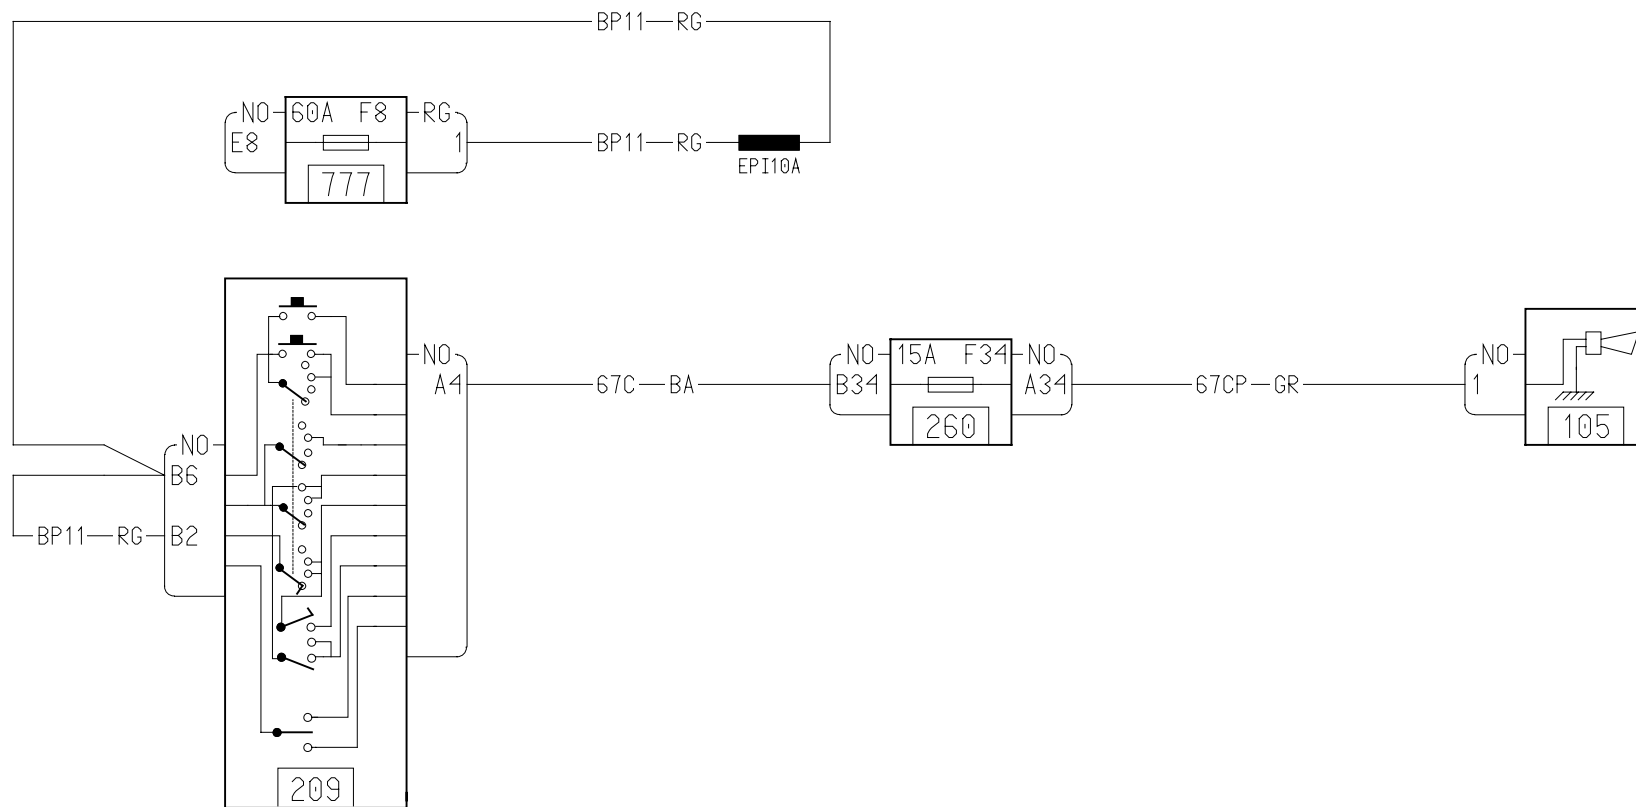 BP11 RG
NO 60A F8 RG
E8 1 BP11 RG
EPI10A
777
NO NO 15A F34 NO NO
A4 67C BA B34 A34 67CP GR 1
260 105
NO
B6
BP11 RG B2
209